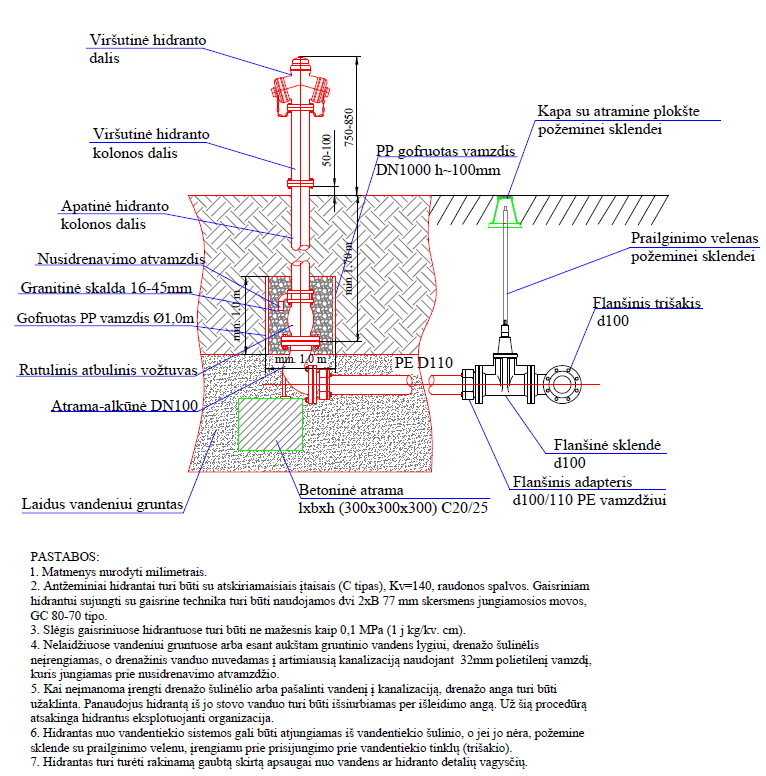 Viršutinė hidranto
dalis
Viršutinė hidranto
kolonos dalis
Apatinė hidranto
kolonos dalis
Nusidrenavimo atvamzdis
Granitinė skalda 16-45mm
Gofruotas PP vamzdis Ø1,0m
Rutulinis atbulinis vožtuvas
Atrama-alkūnė DN100
Laidus vandeniui gruntas
750-850
50-100
PP gofruotas vamzdis
DN1000 h~100mm
min 1,70 m
min. 1,0 m
min. 1,0 m
PE D110
Kapa su atramine plokšte
požeminei sklendei
Prailginimo velenas
požeminei sklendei
Flanšinis trišakis
d100
Flanšinė sklendė
d100
Flanšinis adapteris
d100/110 PE vamzdžiui
Betoninė atrama
lxbxh (300x300x300) C20/25
PASTABOS:
1. Matmenys nurodyti milimetrais.
2. Antžeminiai hidrantai turi būti su atskiriamaisiais įtaisais (C tipas), Kv=140, raudonos spalvos. Gaisriniam
hidrantui sujungti su gaisrine technika turi būti naudojamos dvi 2xB 77 mm skersmens jungiamosios movos,
GC 80-70 tipo.
3. Slėgis gaisriniuose hidrantuose turi būti ne mažesnis kaip 0,1 MPa (1 j kg/kv. cm).
4. Nelaidžiuose vandeniui gruntuose arba esant aukštam gruntinio vandens lygiui, drenažo šulinėlis
neįrengiamas, o drenažinis vanduo nuvedamas į artimiausią kanalizaciją naudojant 32mm polietilenį vamzdį,
kuris jungiamas prie nusidrenavimo atvamzdžio.
5. Kai neįmanoma įrengti drenažo šulinėlio arba pašalinti vandenį į kanalizaciją, drenažo anga turi būti
užaklinta. Panaudojus hidrantą iš jo stovo vanduo turi būti išsiurbiamas per išleidimo angą. Už šią procedūrą
atsakinga hidrantus eksplotuojanti organizacija.
6. Hidrantas nuo vandentiekio sistemos gali būti atjungiamas iš vandentiekio šulinio, o jei jo nėra, požemine
sklende su prailginimo velenu, įrengiamu prie prisijungimo prie vandentiekio tinklų (trišakio).
7. Hidrantas turi turėti rakinamą gaubtą skirtą apsaugai nuo vandens ar hidranto detalių vagysčių.